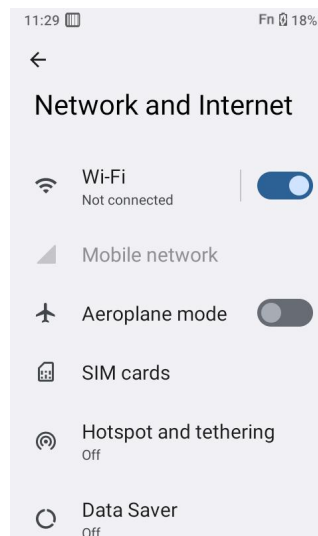 11:29 Fn 18%
Network and Internet
Wi-Fi
Not connected
Mobile network
Aeroplane mode
SIM cards
Hotspot and tethering
Off
Data Saver
Off